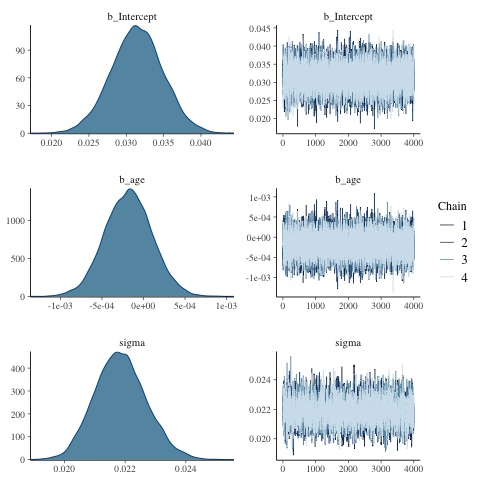 b_Intercept
90
60
30
0
0.020 0.025 0.030 0.035 0.040
b_Intercept
0.045
0.040
0.035
0.030
0.025
0.020
0 1000 2000 3000 4000
b_age
1000
500
0
-1e-03 -5e-04 0e+00 5e-04 1e-03
b_age
1e-03
5e-04
0e+00
-5e-04
-1e-03
0 1000 2000 3000 4000
Chain
1
2
3
4
sigma
400
300
200
100
0
0.020 0.022 0.024
sigma
0.024
0.022
0.020
0 1000 2000 3000 4000